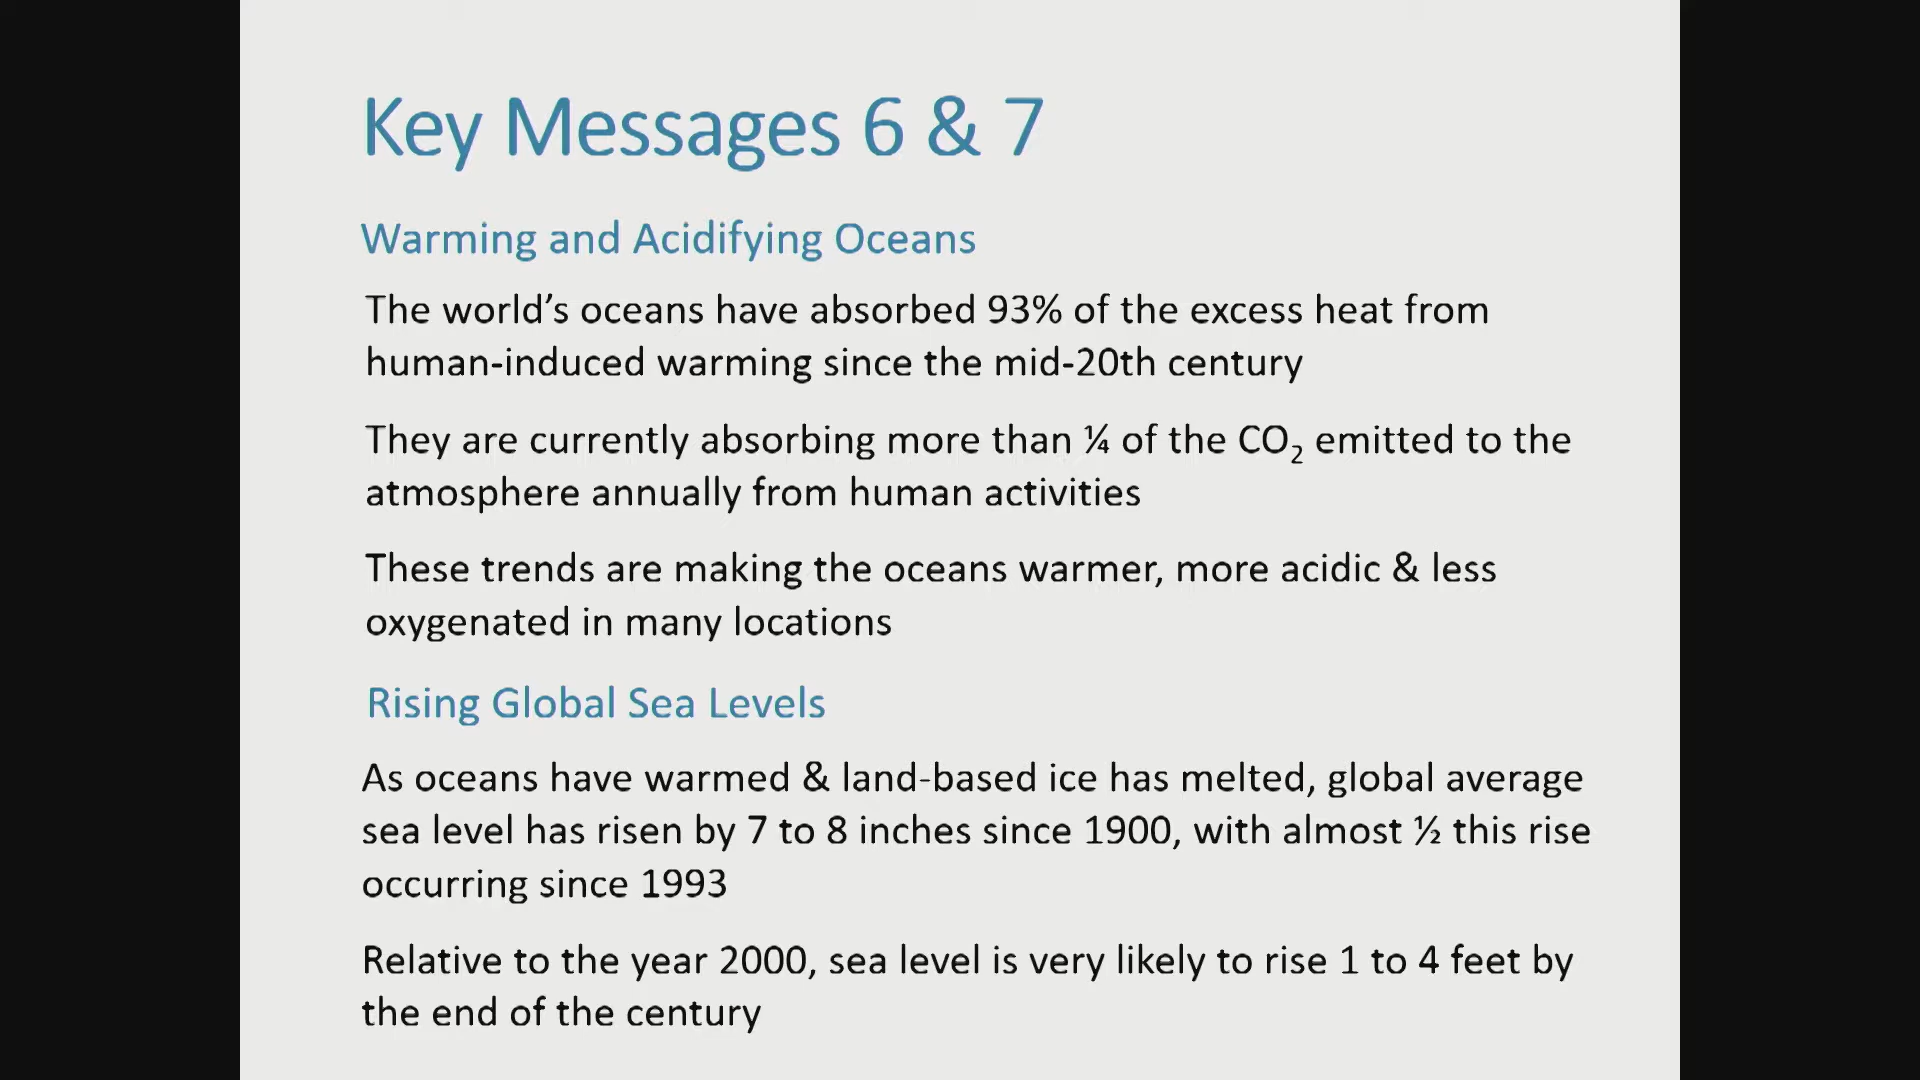 Key Messages 6 & 7
Warming and Acidifying Oceans
The world’s oceans have absorbed 93% of the excess heat from
human-induced warming since the mid-20th century
They are currently absorbing more than ¼ of the CO₂ emitted to the
atmosphere annually from human activities
These trends are making the oceans warmer, more acidic & less
oxygenated in many locations
Rising Global Sea Levels
As oceans have warmed & land-based ice has melted, global average
sea level has risen by 7 to 8 inches since 1900, with almost ½ this rise
occurring since 1993
Relative to the year 2000, sea level is very likely to rise 1 to 4 feet by
the end of the century